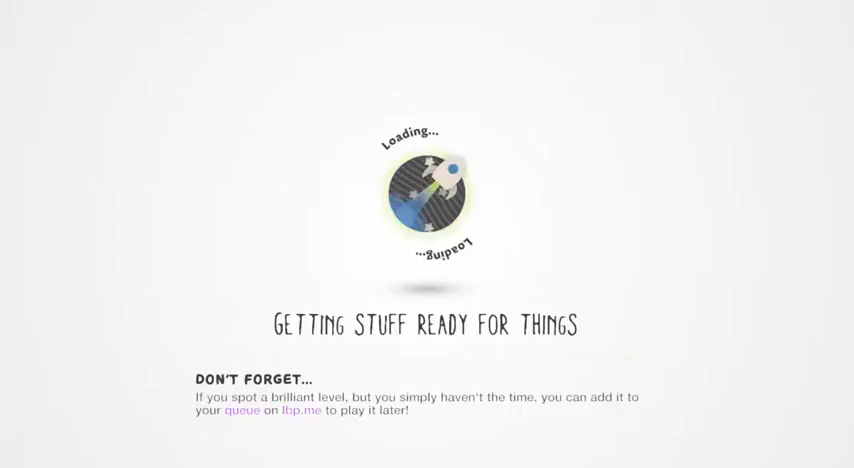 Loading...
Loading...
GETTING STUFF READY FOR THINGS
DON'T FORGET...
If you spot a brilliant level, but you simply haven't the time, you can add it to
your queue on lbp.me to play it later!